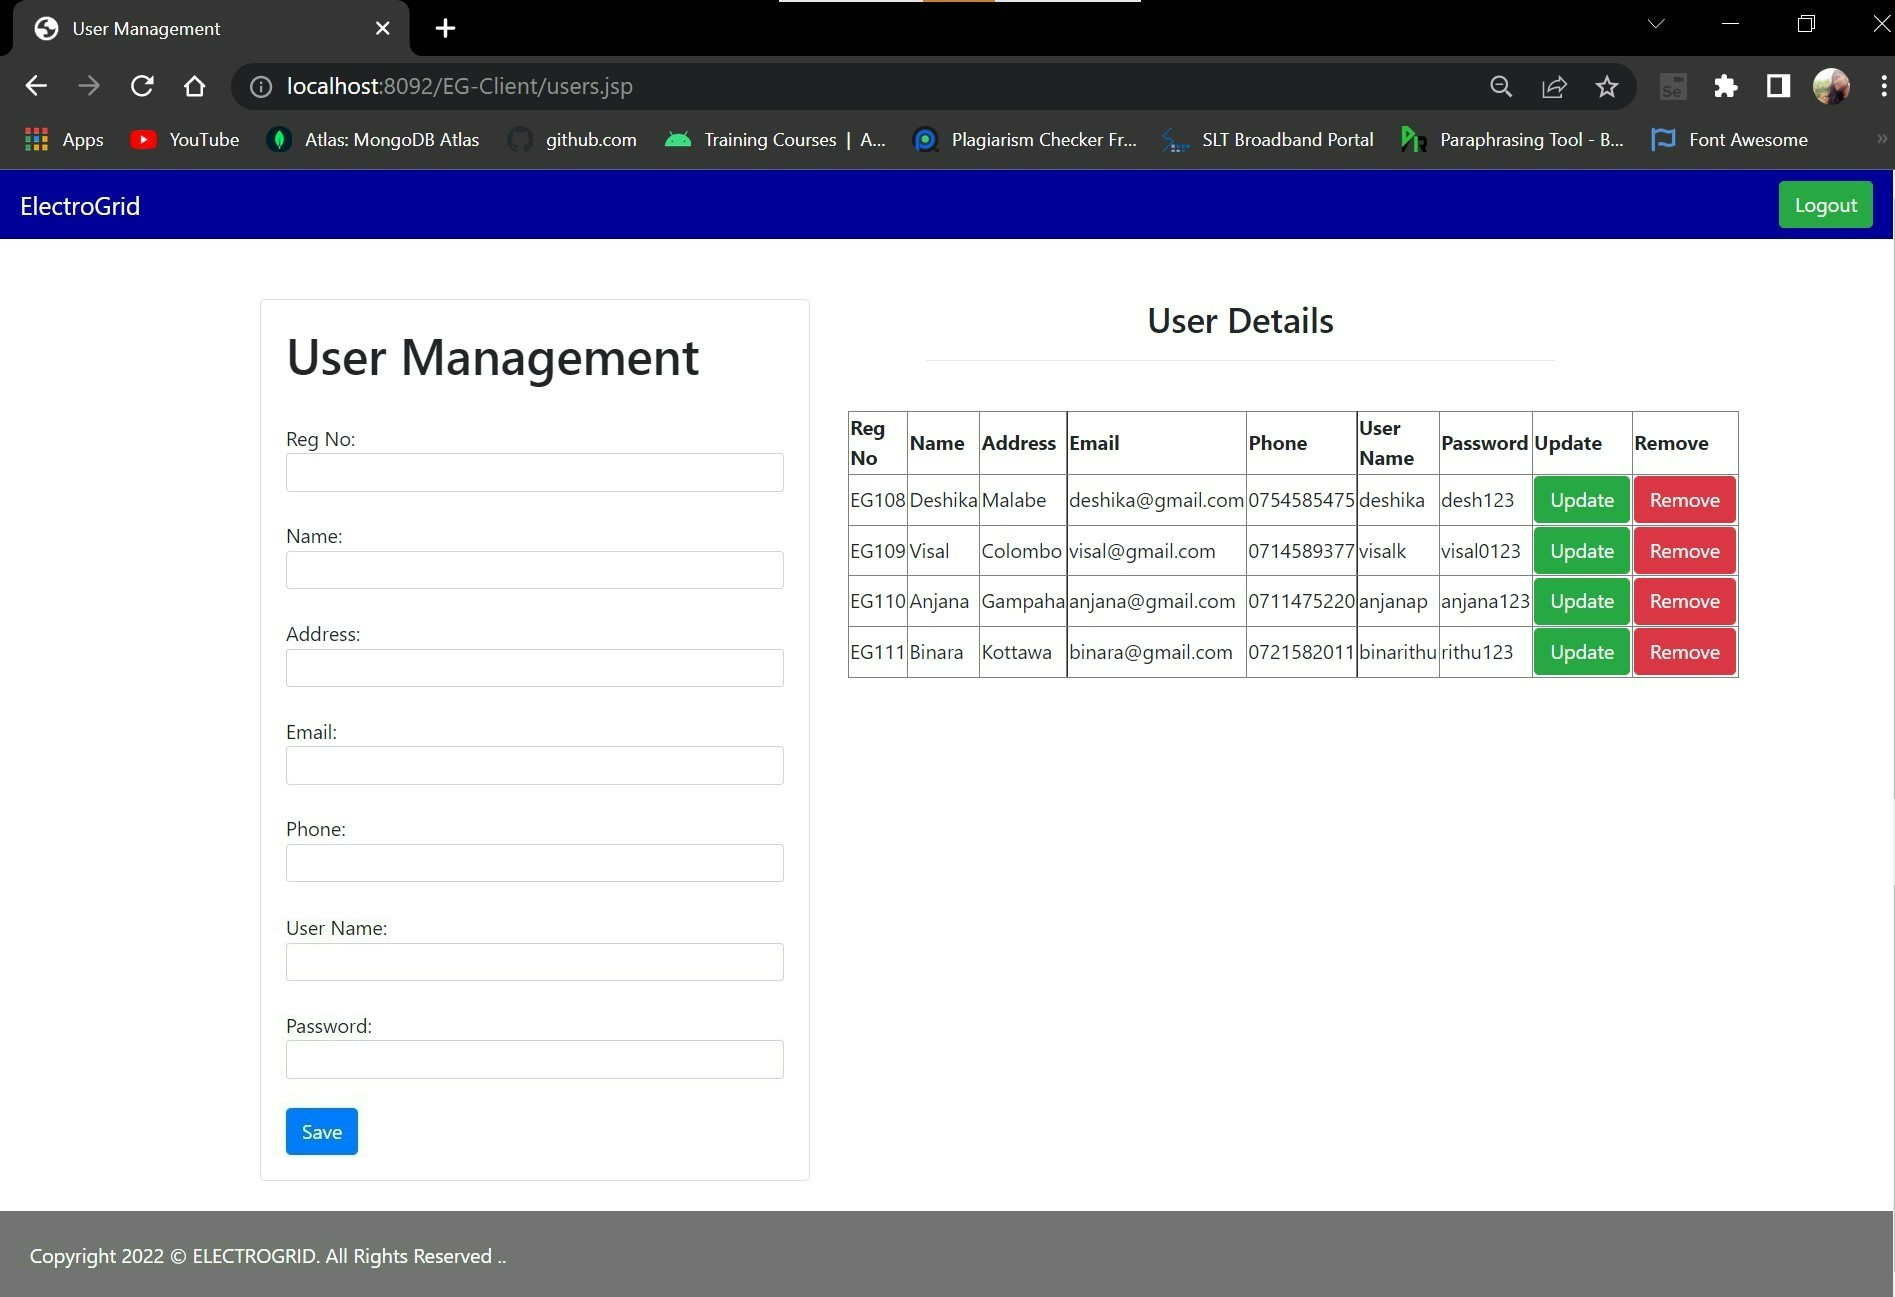 User Management
localhost:8092/EG-Client/users.jsp
Se
Apps YouTube Atlas: MongoDB Atlas github.com Training Courses | A... Plagiarism Checker Fr... SLT Broadband Portal Paraphrasing Tool - B... Font Awesome »
ElectroGrid Logout
User Management
Reg No:
Name:
Address:
Email:
Phone:
User Name:
Password:
Save
User Details
Reg No Name Address Email Phone User Name Password Update Remove
EG108 Deshika Malabe deshika@gmail.com 0754585475 deshika desh123 Update Remove
EG109 Visal Colombo visal@gmail.com 0714589377 visalk visal0123 Update Remove
EG110 Anjana Gampaha anjana@gmail.com 0711475220 anjanap anjana123 Update Remove
EG111 Binara Kottawa binara@gmail.com 0721582011 binarithu rithu123 Update Remove
Copyright 2022 © ELECTROGRID. All Rights Reserved ..